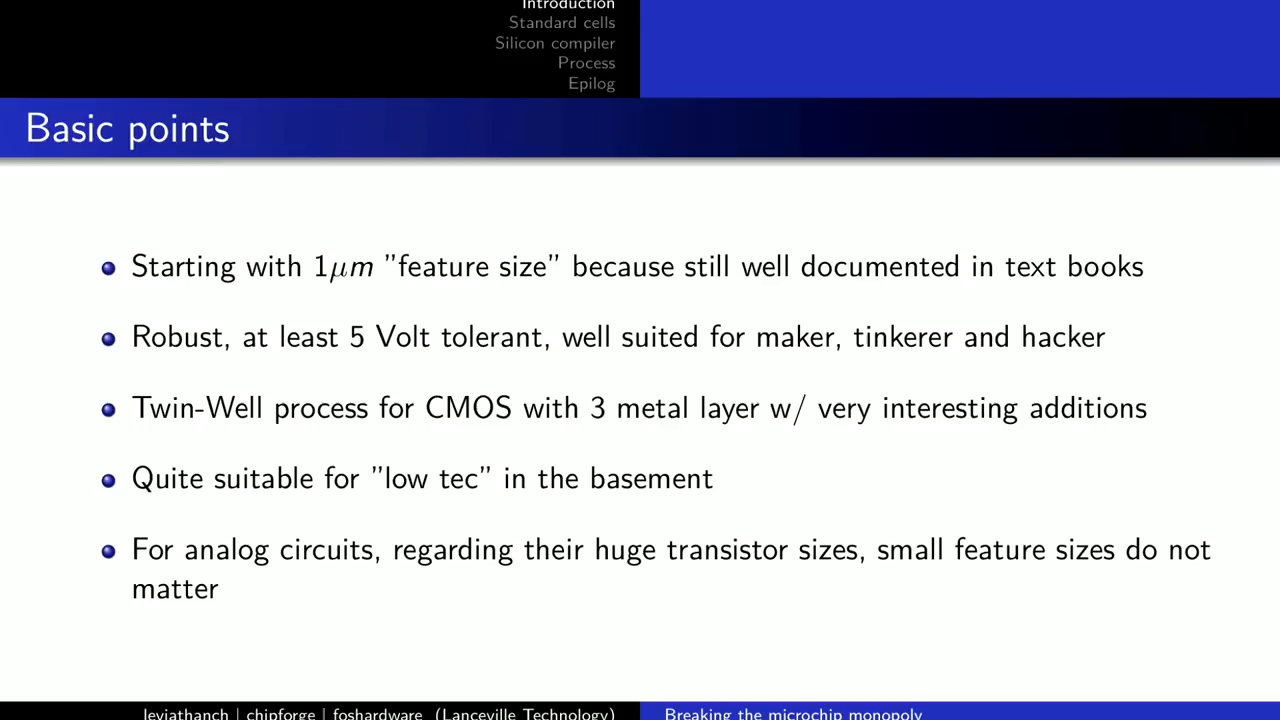 Introduction
Standard cells
Silicon compiler
Process
Epilog
Basic points
Starting with 1μm ”feature size” because still well documented in text books
Robust, at least 5 Volt tolerant, well suited for maker, tinkerer and hacker
Twin-Well process for CMOS with 3 metal layer w/ very interesting additions
Quite suitable for ”low tec” in the basement
For analog circuits, regarding their huge transistor sizes, small feature sizes do not
matter
leviathanch | chipforge | foshardware (Lanceville Technology)
Breaking the microchip monopoly